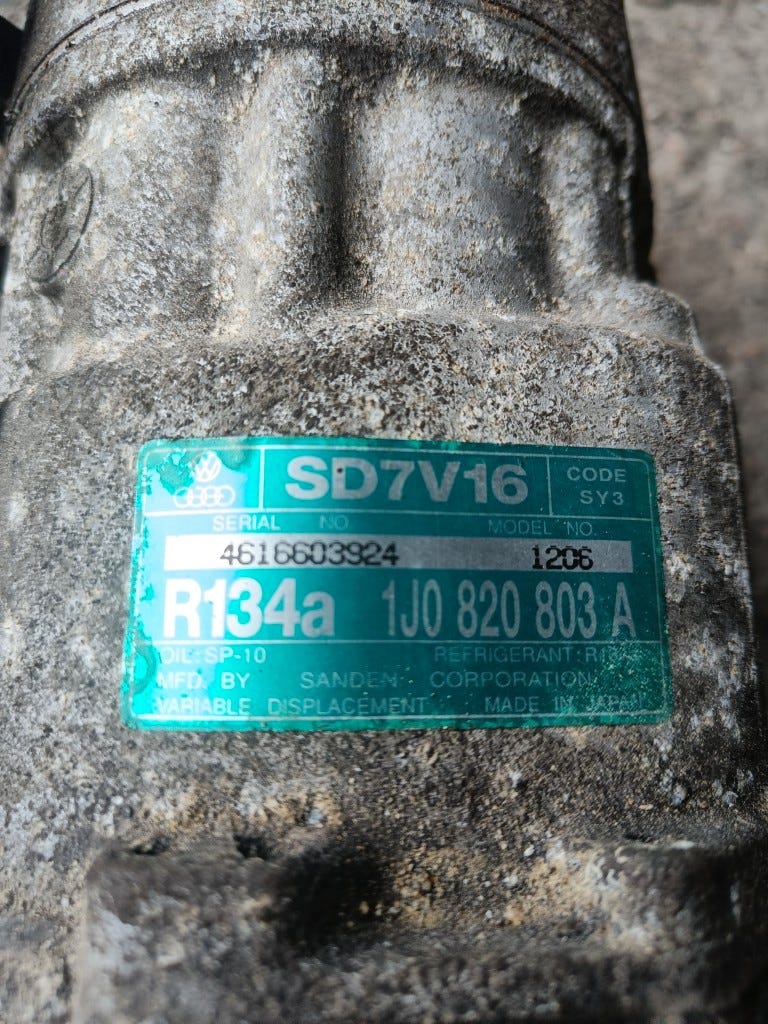 SD7V16
CODE
SY3
SERIAL NO
MODEL NO.
4616603924 1206
R134a 1J0 820 803 A
OIL: SP-10 REFRIGERANT:
MFD. BY SANDEN CORPORATION
VARIABLE DISPLACEMENT MADE IN JAPAN